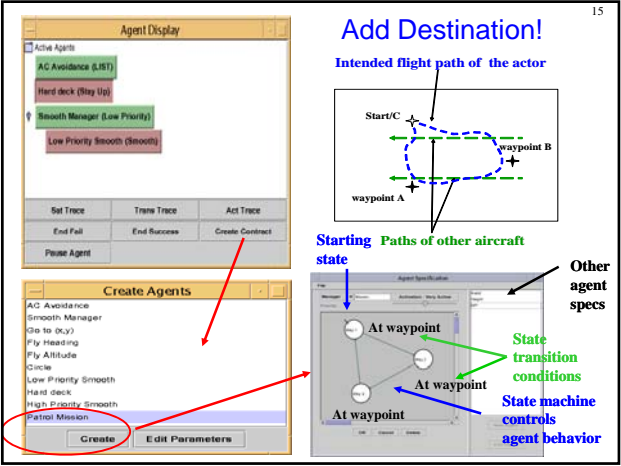 15
Add Destination!
Agent Display
Active Agents
AC Avoidance (LIST)
Hard deck (Stay Up)
Smooth Manager (Low Priority)
Low Priority Smooth (Smooth)
Sat Trace
Trans Trace
Act Trace
End Fail
End Success
Create Contract
Pause Agent
Intended flight path of the actor
Start/C
waypoint B
waypoint A
Paths of other aircraft
Create Agents
AC Avoidance
Smooth Manager
Go to (x,y)
Fly Heading
Fly Altitude
Circle
Low Priority Smooth
Hard deck
High Priority Smooth
Patrol Mission
Create
Edit Parameters
Starting
state
Agent Specification
Manager
At waypoint
At waypoint
At waypoint
OK
Cancel
Delete
Other
agent
specs
State
transition
conditions
State machine
controls
agent behavior